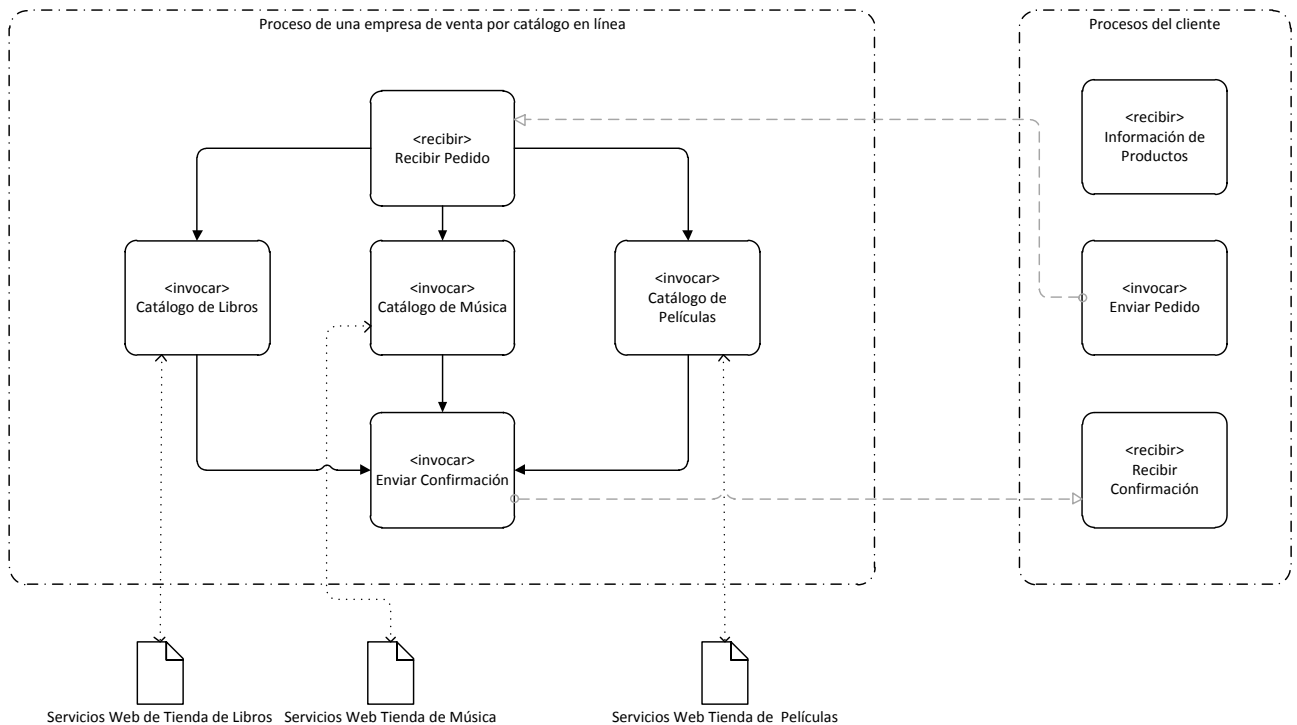 Proceso de una empresa de venta por catálogo en línea
Procesos del cliente
<recibir>
Recibir Pedido
<recibir>
Información de
Productos
<invocar>
Catálogo de Libros
<invocar>
Catálogo de Música
<invocar>
Catálogo de
Películas
<invocar>
Enviar Pedido
<invocar>
Enviar Confirmación
<recibir>
Recibir
Confirmación
Servicios Web de Tienda de Libros
Servicios Web Tienda de Música
Servicios Web Tienda de Películas